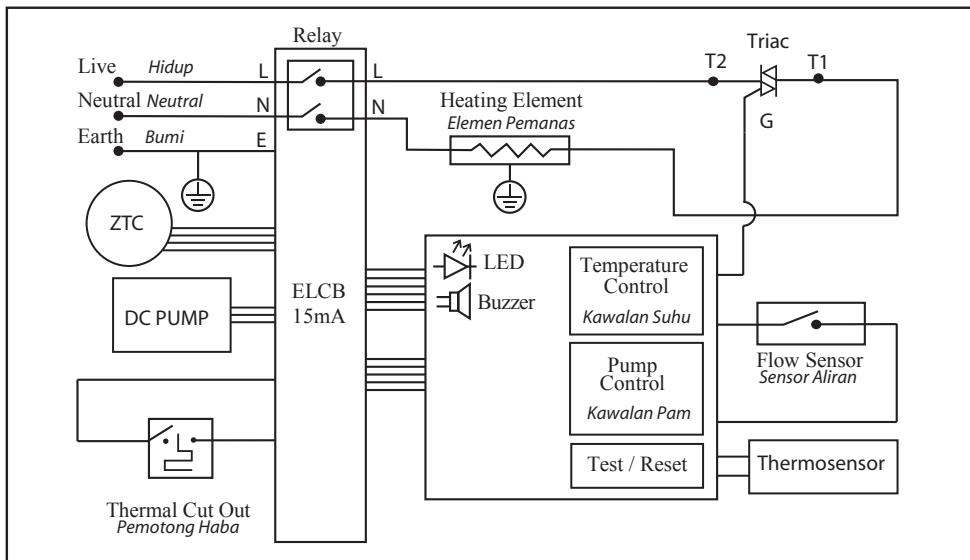 Relay
Live Hidup L L
Neutral Neutral N N
Earth Bumi E
T2 Triac T1
G
Heating Element
Elemen Pemanas
ZTC
DC PUMP
ELCB
15mA
LED
Buzzer
Temperature
Control
Kawalan Suhu
Pump
Control
Kawalan Pam
Test / Reset
Flow Sensor
Sensor Aliran
Thermosensor
Thermal Cut Out
Pemotong Haba